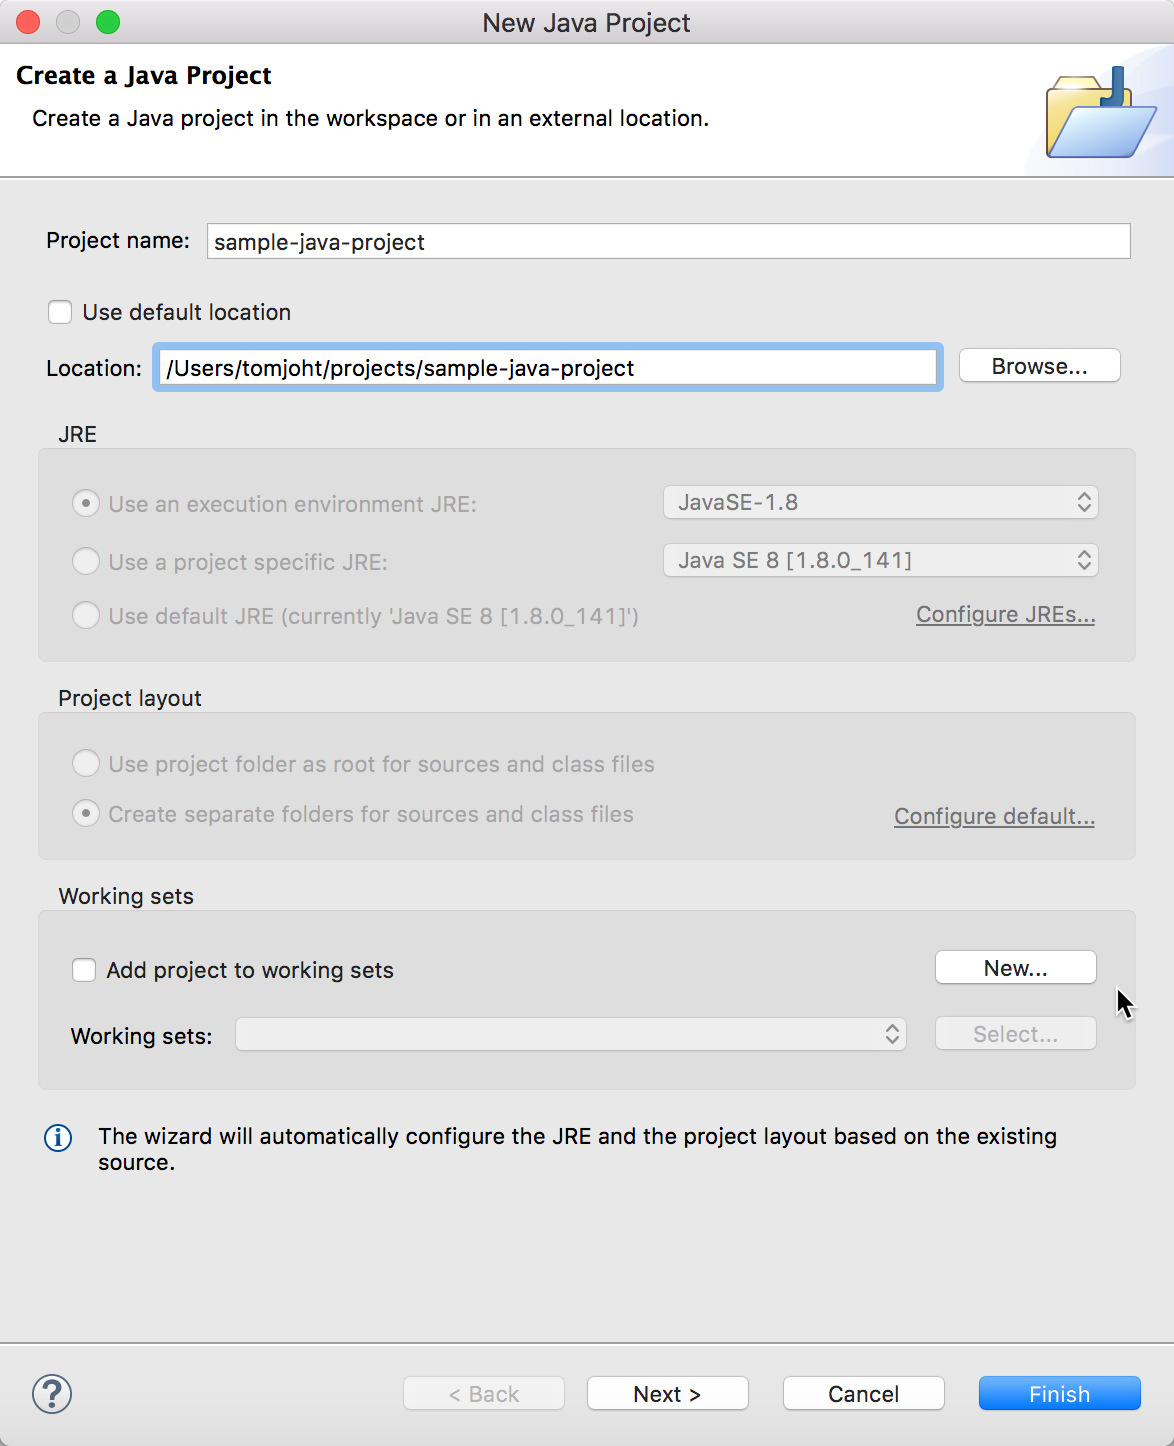 New Java Project
Create a Java Project
Create a Java project in the workspace or in an external location.
Project name: sample-java-project
Use default location
Location: /Users/tomjoht/projects/sample-java-project Browse...
JRE
Use an execution environment JRE: JavaSE-1.8
Use a project specific JRE: Java SE 8 [1.8.0_141]
Use default JRE (currently 'Java SE 8 [1.8.0_141]') Configure JREs...
Project layout
Use project folder as root for sources and class files
Create separate folders for sources and class files Configure default...
Working sets
Add project to working sets New...
Working sets: Select...
The wizard will automatically configure the JRE and the project layout based on the existing
source.
? < Back Next > Cancel Finish